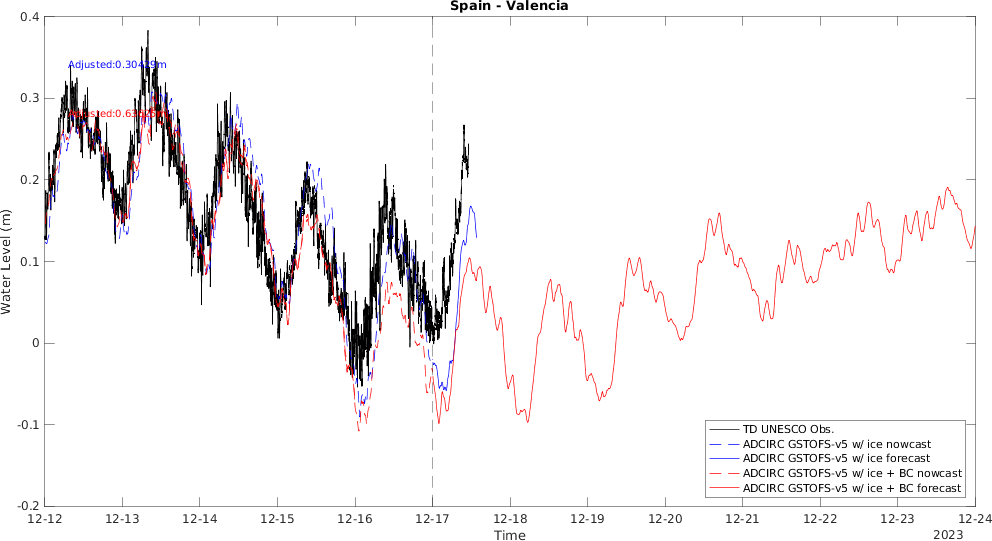 Spain - Valencia
0.4
0.3
0.2
0.1
0
-0.1
-0.2
Water Level (m)
Adjusted:0.30429m
12-12 12-13 12-14 12-15 12-16 12-17 12-18 12-19 12-20 12-21 12-22 12-23 12-24
Time
2023
TD UNESCO Obs.
ADCIRC GSTOFS-v5 w/ ice nowcast
ADCIRC GSTOFS-v5 w/ ice forecast
ADCIRC GSTOFS-v5 w/ ice + BC nowcast
ADCIRC GSTOFS-v5 w/ ice + BC forecast